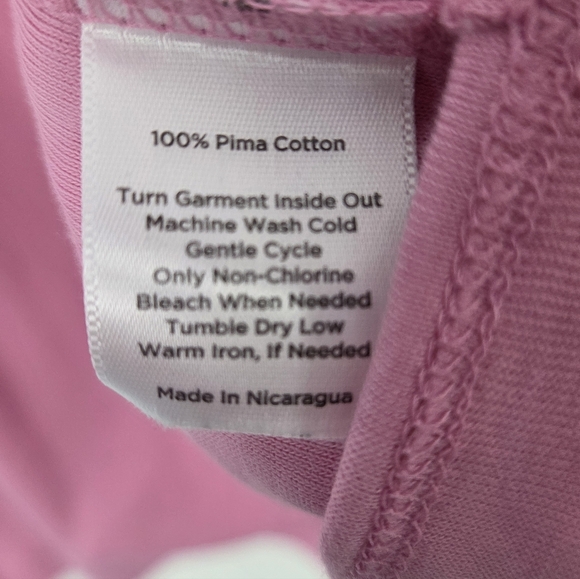 100% Pima Cotton
Turn Garment Inside Out
Machine Wash Cold
Gentle Cycle
Only Non-Chlorine
Bleach When Needed
Tumble Dry Low
Warm Iron, If Needed
Made In Nicaragua